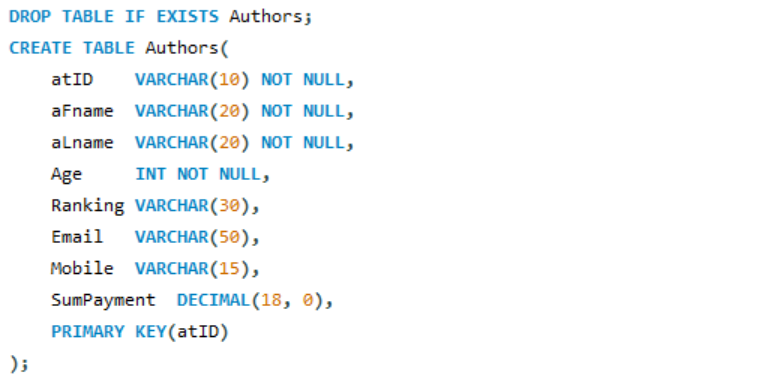 DROP TABLE IF EXISTS Authors;
CREATE TABLE Authors(
    atID    VARCHAR(10) NOT NULL,
    aFname  VARCHAR(20) NOT NULL,
    aLname  VARCHAR(20) NOT NULL,
    Age     INT NOT NULL,
    Ranking VARCHAR(30),
    Email   VARCHAR(50),
    Mobile  VARCHAR(15),
    SumPayment  DECIMAL(18, 0),
    PRIMARY KEY(atID)
);